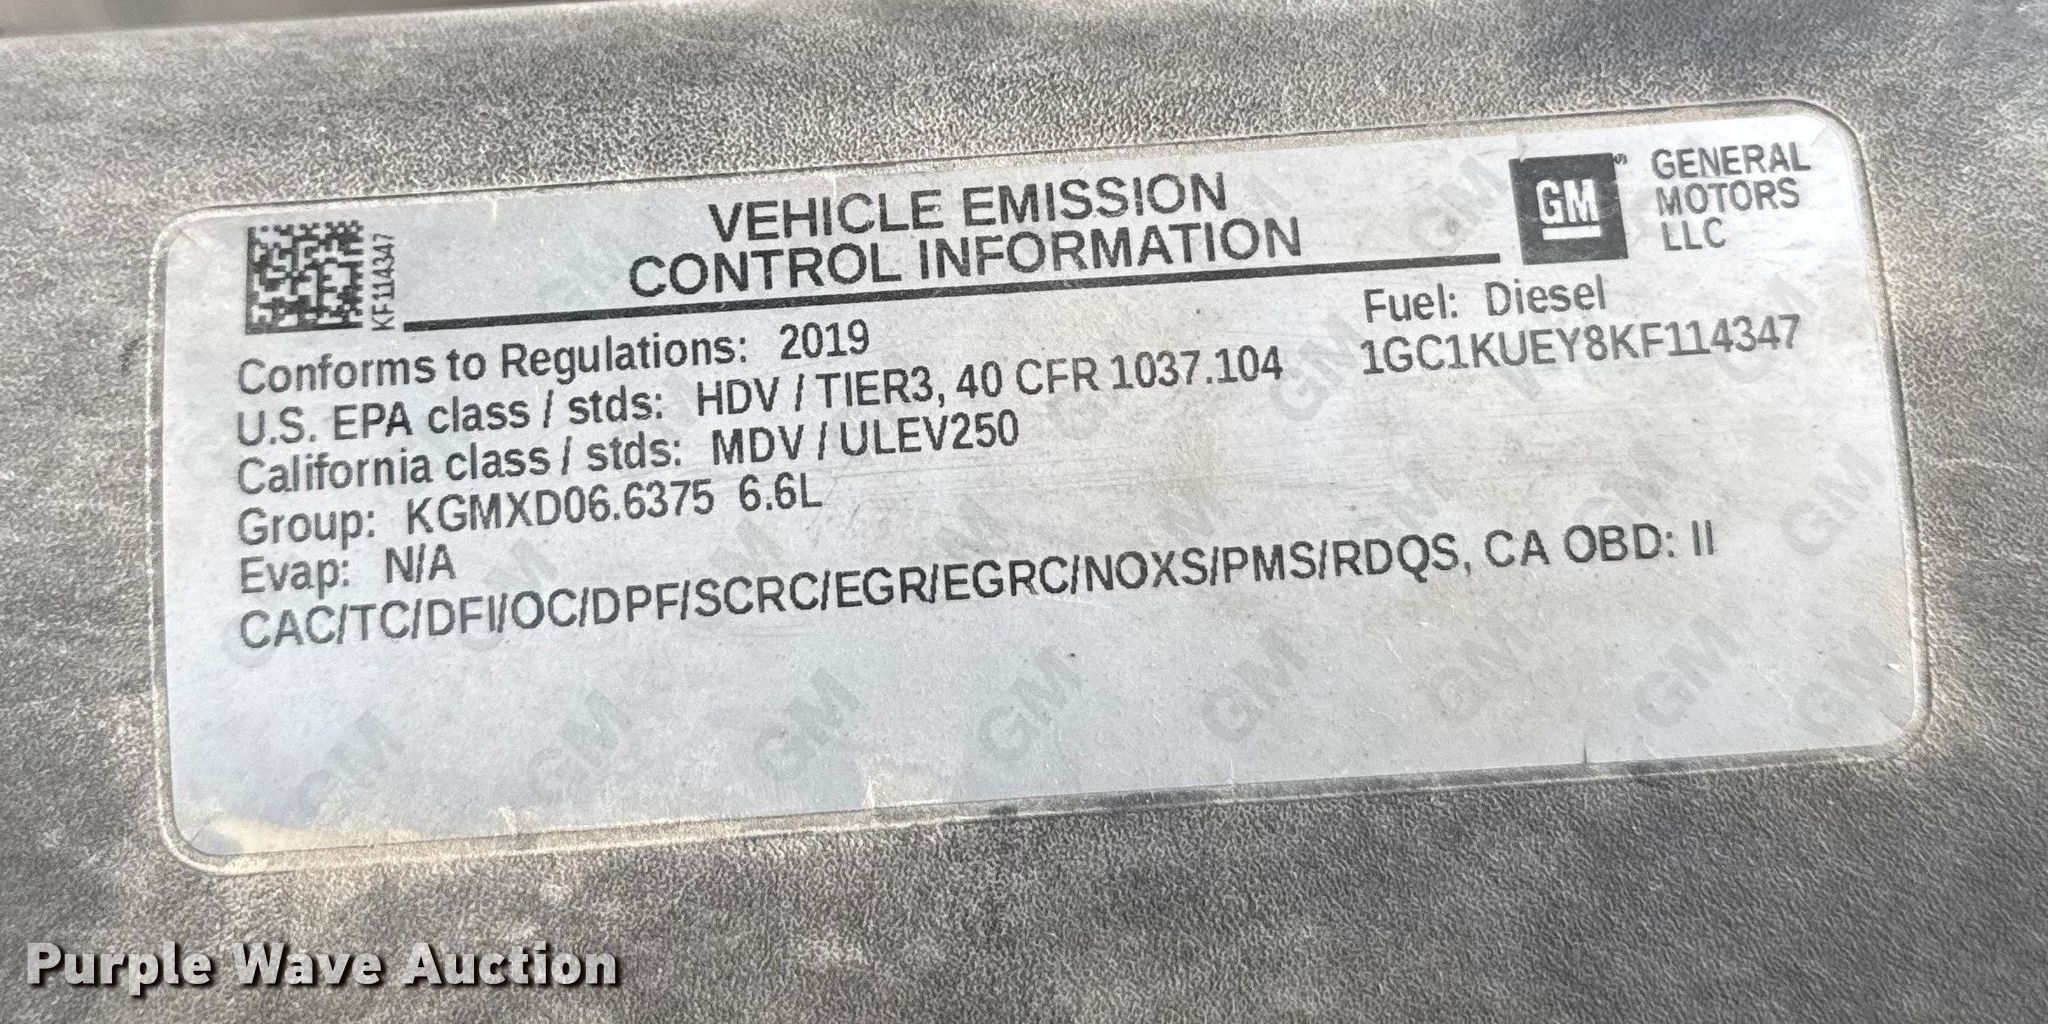 VEHICLE EMISSION
CONTROL INFORMATION
KF114347
GM
GENERAL
MOTORS
LLC
Conforms to Regulations: 2019
Fuel: Diesel
U.S. EPA class / stds: HDV / TIER3, 40 CFR 1037.104
1GC1KUEY8KF114347
California class / stds: MDV / ULEV250
Group: KGMXD06.6375 6.6L
Evap: N/A
CAC/TC/DFI/OC/DPF/SCRC/EGR/EGRC/NOXS/PMS/RDQS, CA OBD: II
Purple Wave Auction